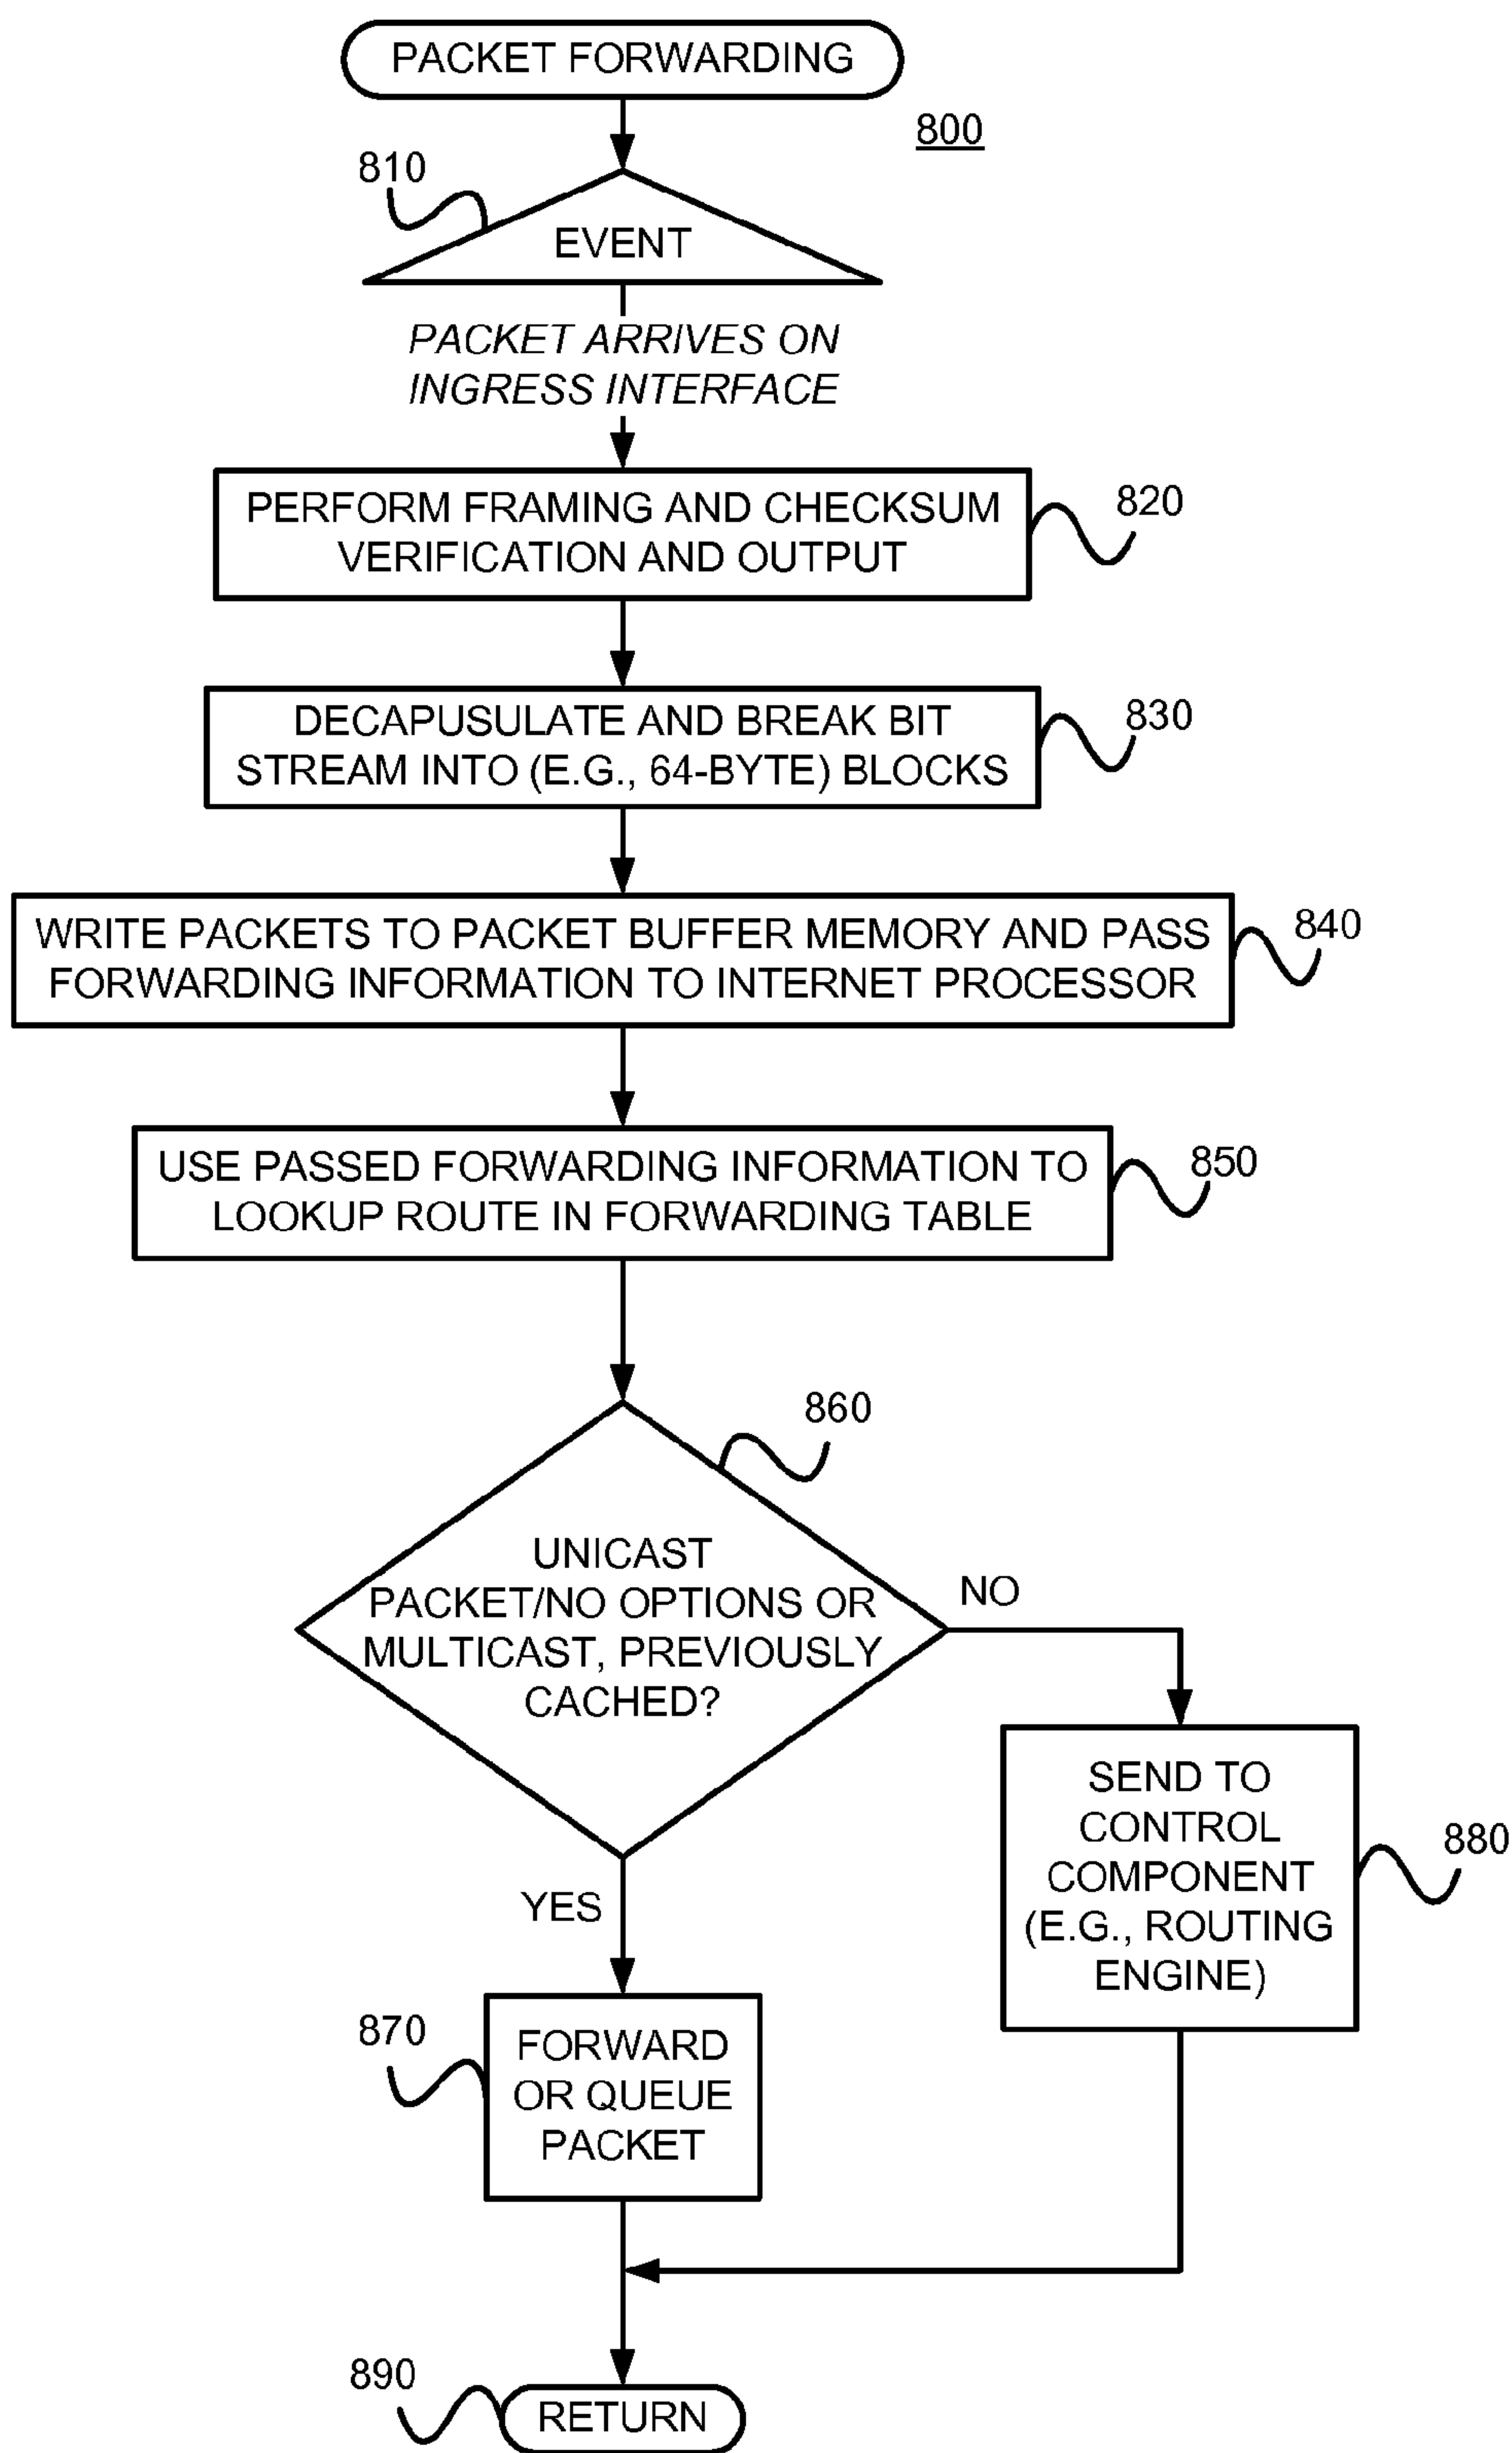 PACKET FORWARDING
800
810
EVENT
PACKET ARRIVES ON
INGRESS INTERFACE
PERFORM FRAMING AND CHECKSUM
VERIFICATION AND OUTPUT
820
DECAPUSULATE AND BREAK BIT
STREAM INTO (E.G., 64-BYTE) BLOCKS
830
WRITE PACKETS TO PACKET BUFFER MEMORY AND PASS
FORWARDING INFORMATION TO INTERNET PROCESSOR
840
USE PASSED FORWARDING INFORMATION TO
LOOKUP ROUTE IN FORWARDING TABLE
850
860
UNICAST
PACKET/NO OPTIONS OR
MULTICAST, PREVIOUSLY
CACHED?
NO
YES
SEND TO
CONTROL
COMPONENT
(E.G., ROUTING
ENGINE)
880
870
FORWARD
OR QUEUE
PACKET
890
RETURN